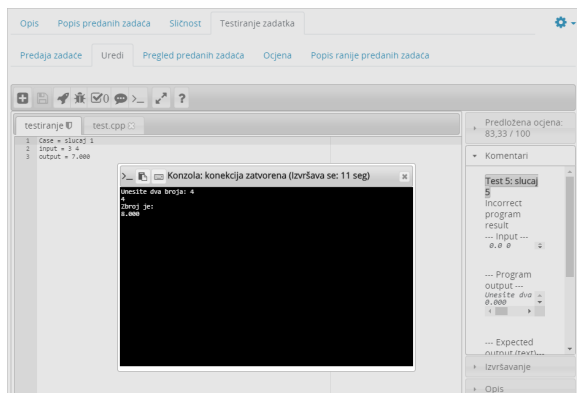 Opis Popis predanih zadaća Sličnost Testiranje zadatka
Predaja zadaće Uredi Pregled predanih zadaća Ocjena Popis ranije predanih zadaća
0 >_ ?
testiranje test.cpp
1 Case = slucaj 1
2 input = 3 4
3 output = 7.000
>_ Konzola: konekcija zatvorena (Izvršava se: 11 seg)
Unesite dva broja: 4
4
Zbroj je:
8.000
Predložena ocjena:
83,33 / 100
Komentari
Test 5: slucaj
5
Incorrect
program
result
--- Input ---
0.0 0
--- Program
output ---
Unesite dva
0.000
--- Expected
output (text)---
Izvršavanje
Opis